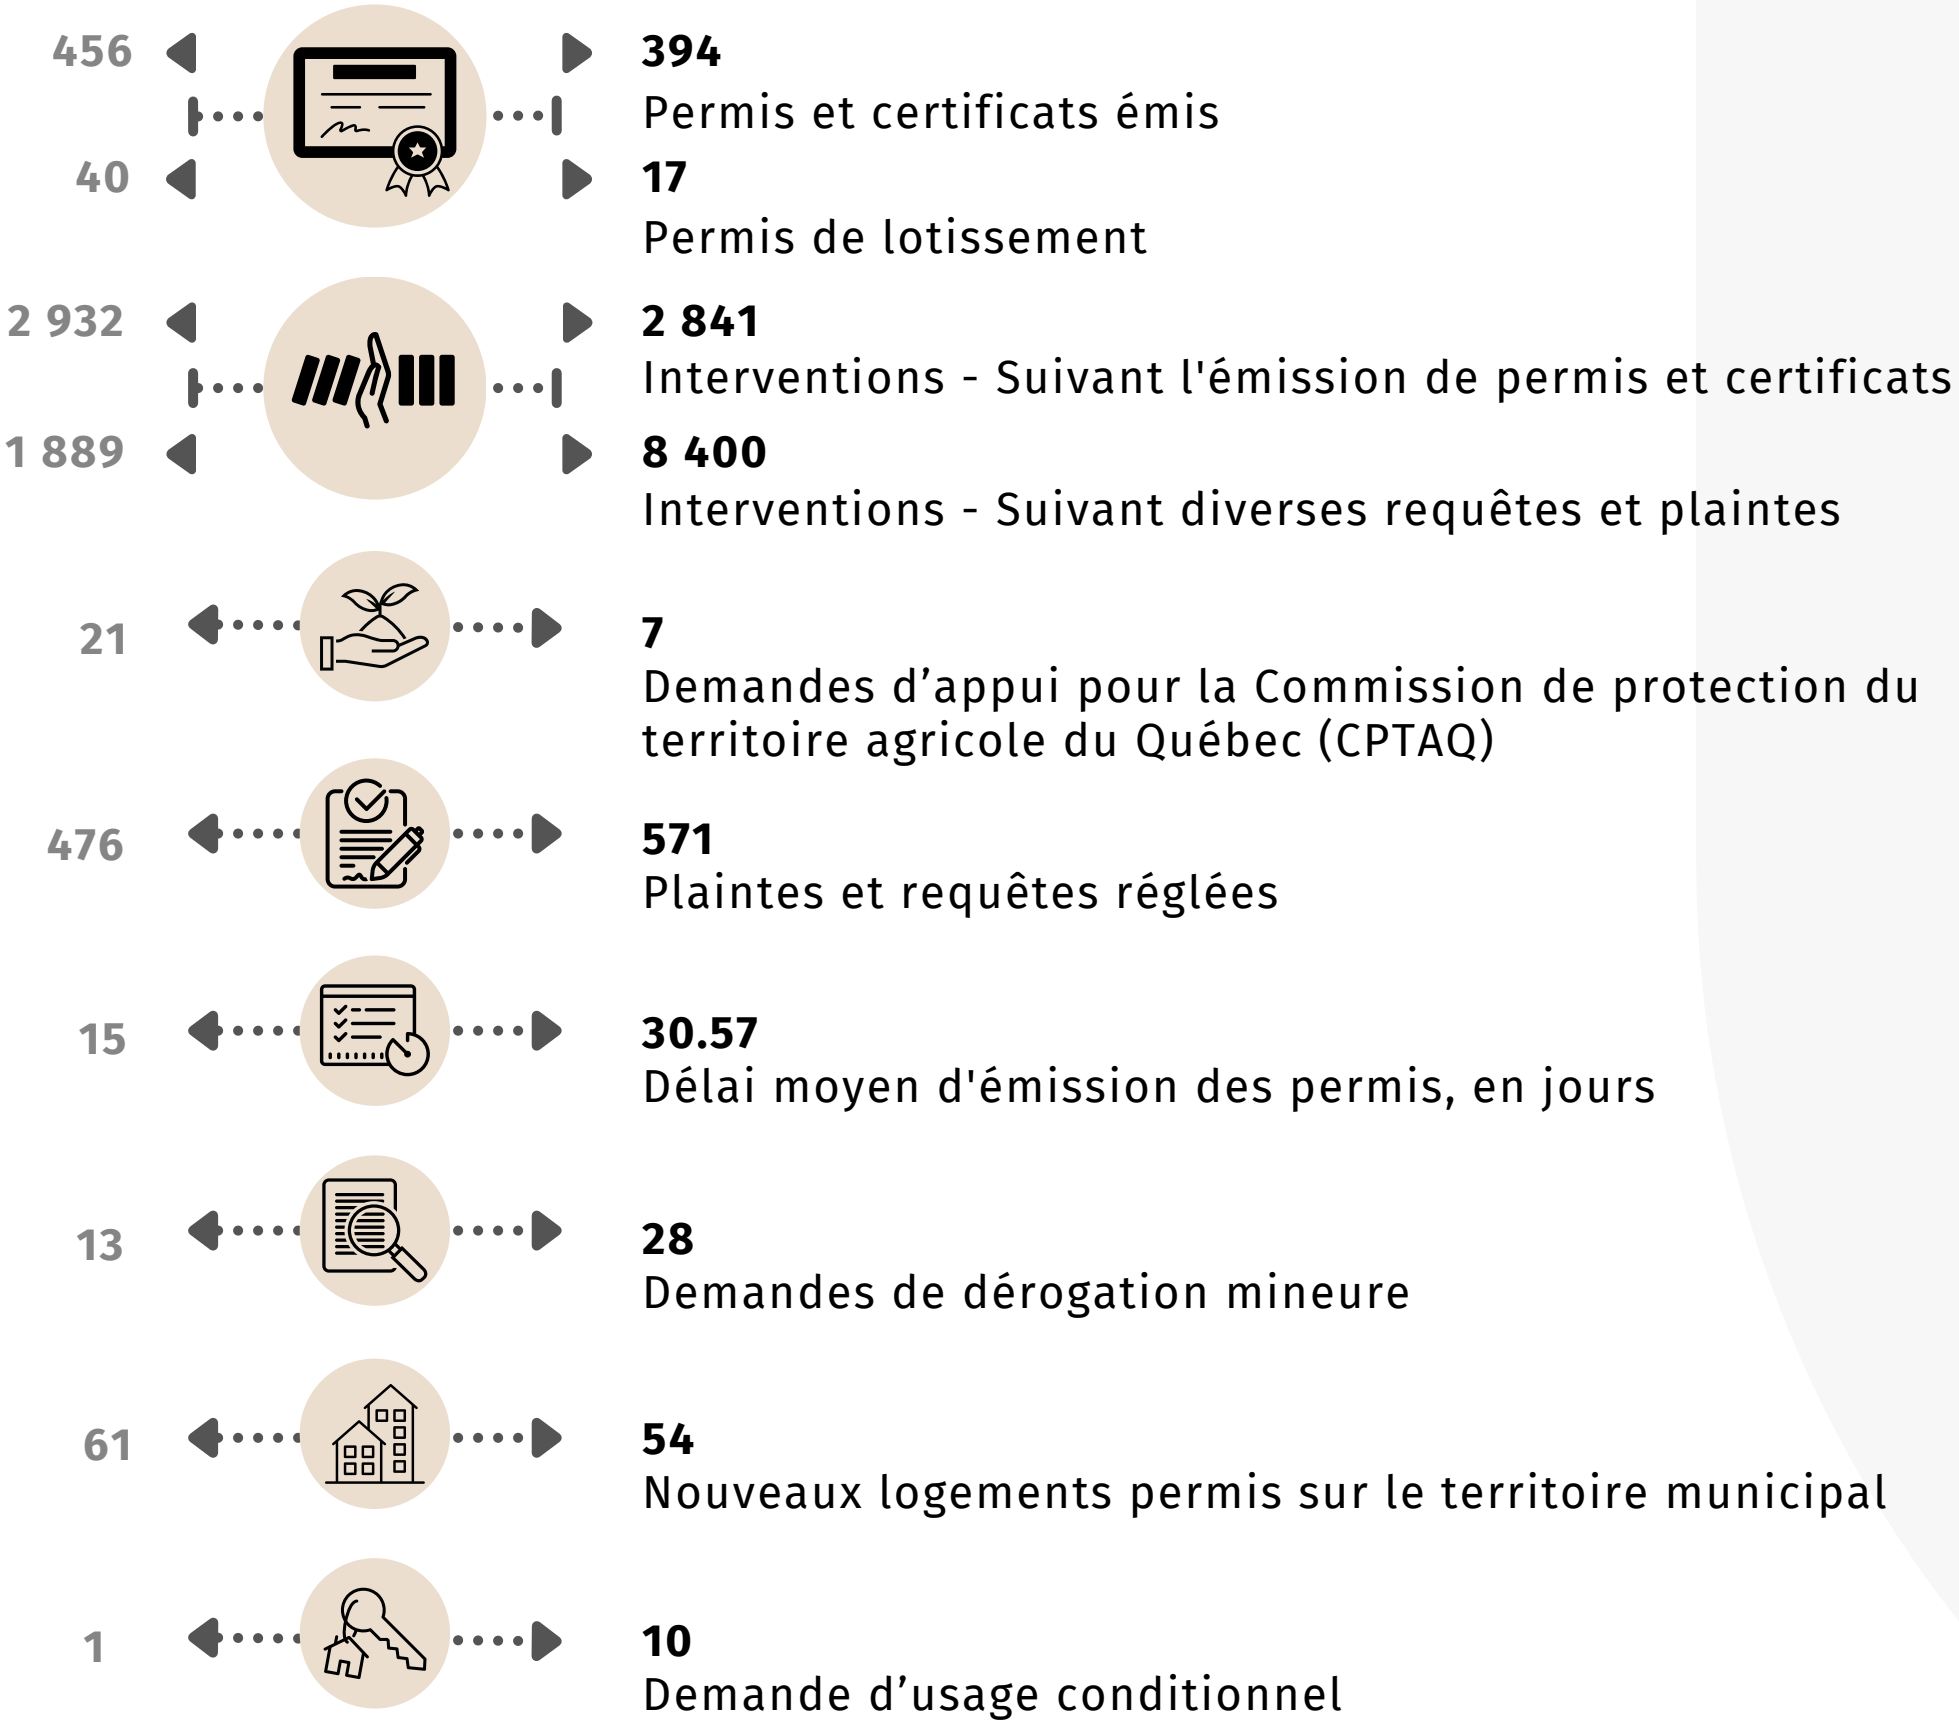 456 394
Permis et certificats émis
40 17
Permis de lotissement
2 932 2 841
Interventions - Suivant l'émission de permis et certificats
1 889 8 400
Interventions - Suivant diverses requêtes et plaintes
21 7
Demandes d’appui pour la Commission de protection du
territoire agricole du Québec (CPTAQ)
476 571
Plaintes et requêtes réglées
15 30.57
Délai moyen d'émission des permis, en jours
13 28
Demandes de dérogation mineure
61 54
Nouveaux logements permis sur le territoire municipal
1 10
Demande d’usage conditionnel